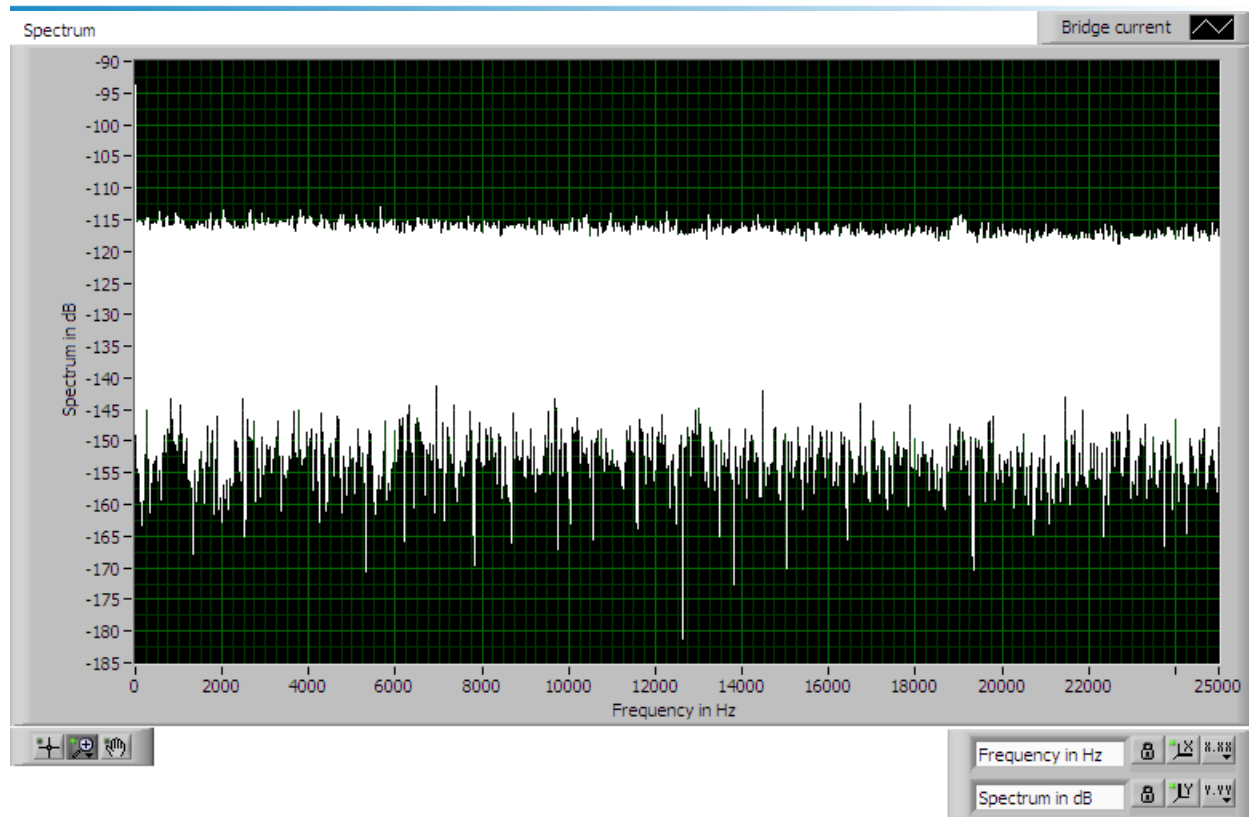 Spectrum
Bridge current
-90
-95
-100
-105
-110
-115
-120
-125
-130
-135
-140
-145
-150
-155
-160
-165
-170
-175
-180
-185
Spectrum in dB
0 2000 4000 6000 8000 10000 12000 14000 16000 18000 20000 22000 25000
Frequency in Hz
Frequency in Hz X X.XX
Spectrum in dB Y Y.YY